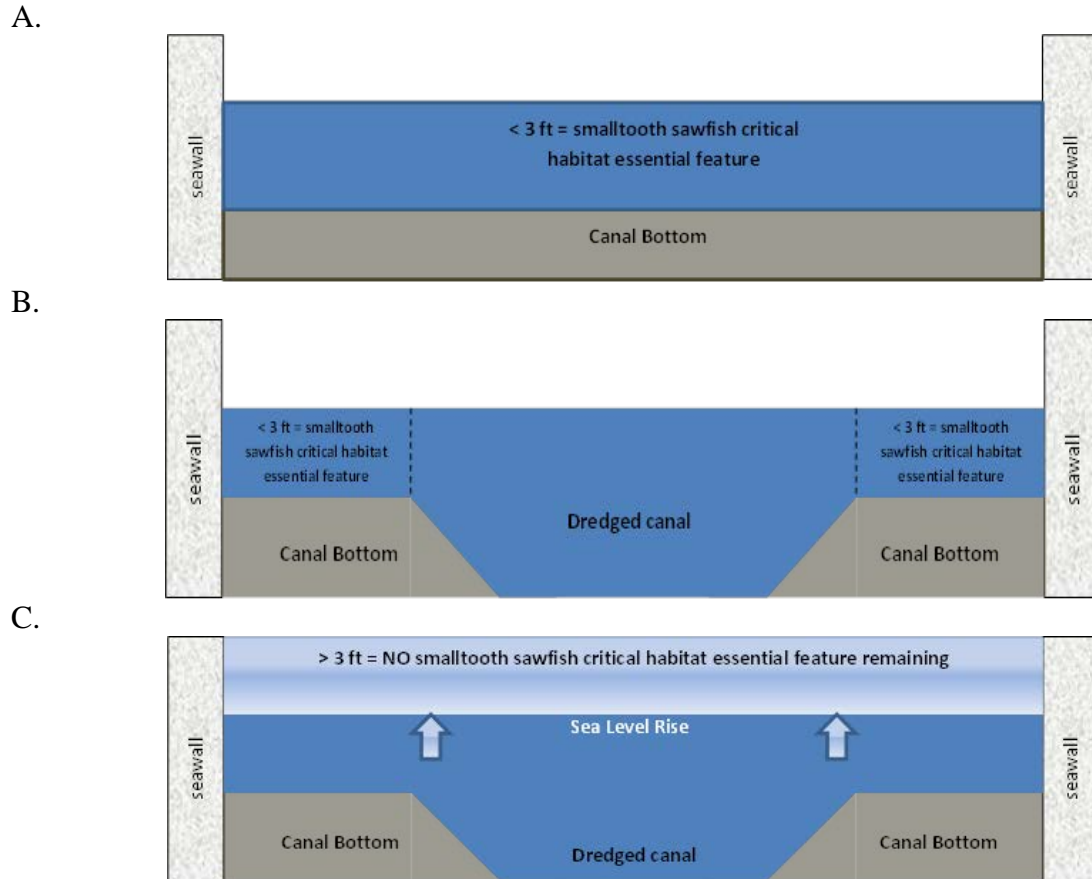 A.
seawall
< 3 ft = smalltooth sawfish critical
habitat essential feature
Canal Bottom
seawall
B.
seawall
< 3 ft = smalltooth
sawfish critical habitat
essential feature
Canal Bottom
Dredged canal
< 3 ft = smalltooth
sawfish critical habitat
essential feature
Canal Bottom
seawall
C.
seawall
> 3 ft = NO smalltooth sawfish critical habitat essential feature remaining
Sea Level Rise
Canal Bottom
Dredged canal
Canal Bottom
seawall